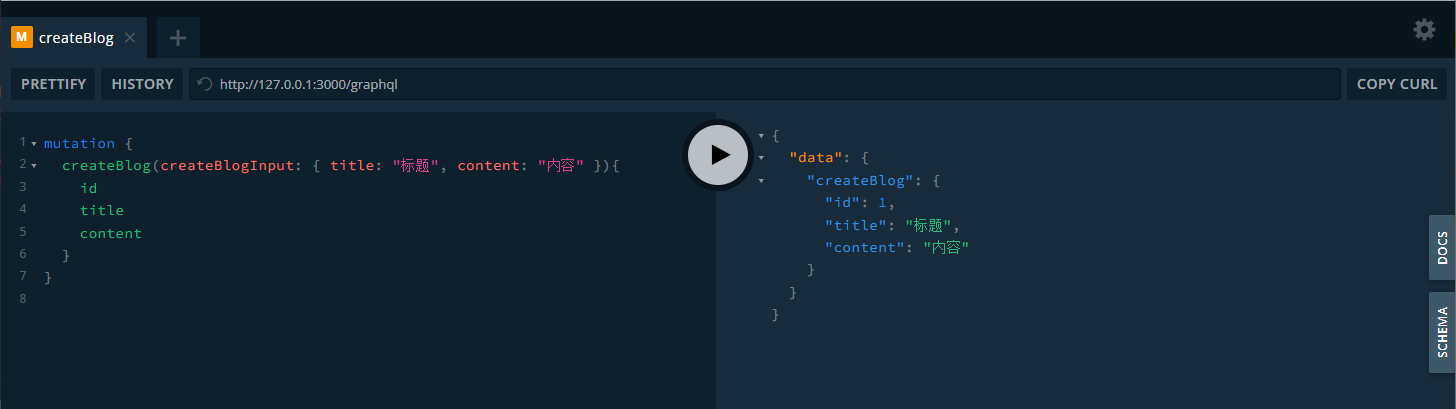 M createBlog
PRETTIFY HISTORY http://127.0.0.1:3000/graphql COPY CURL
1 mutation {
2 createBlog(createBlogInput: { title: "标题", content: "内容" }){
3 id
4 title
5 content
6 }
7 }
8
{
"data": {
"createBlog": {
"id": 1,
"title": "标题",
"content": "内容"
}
}
}
DOCS
SCHEMA